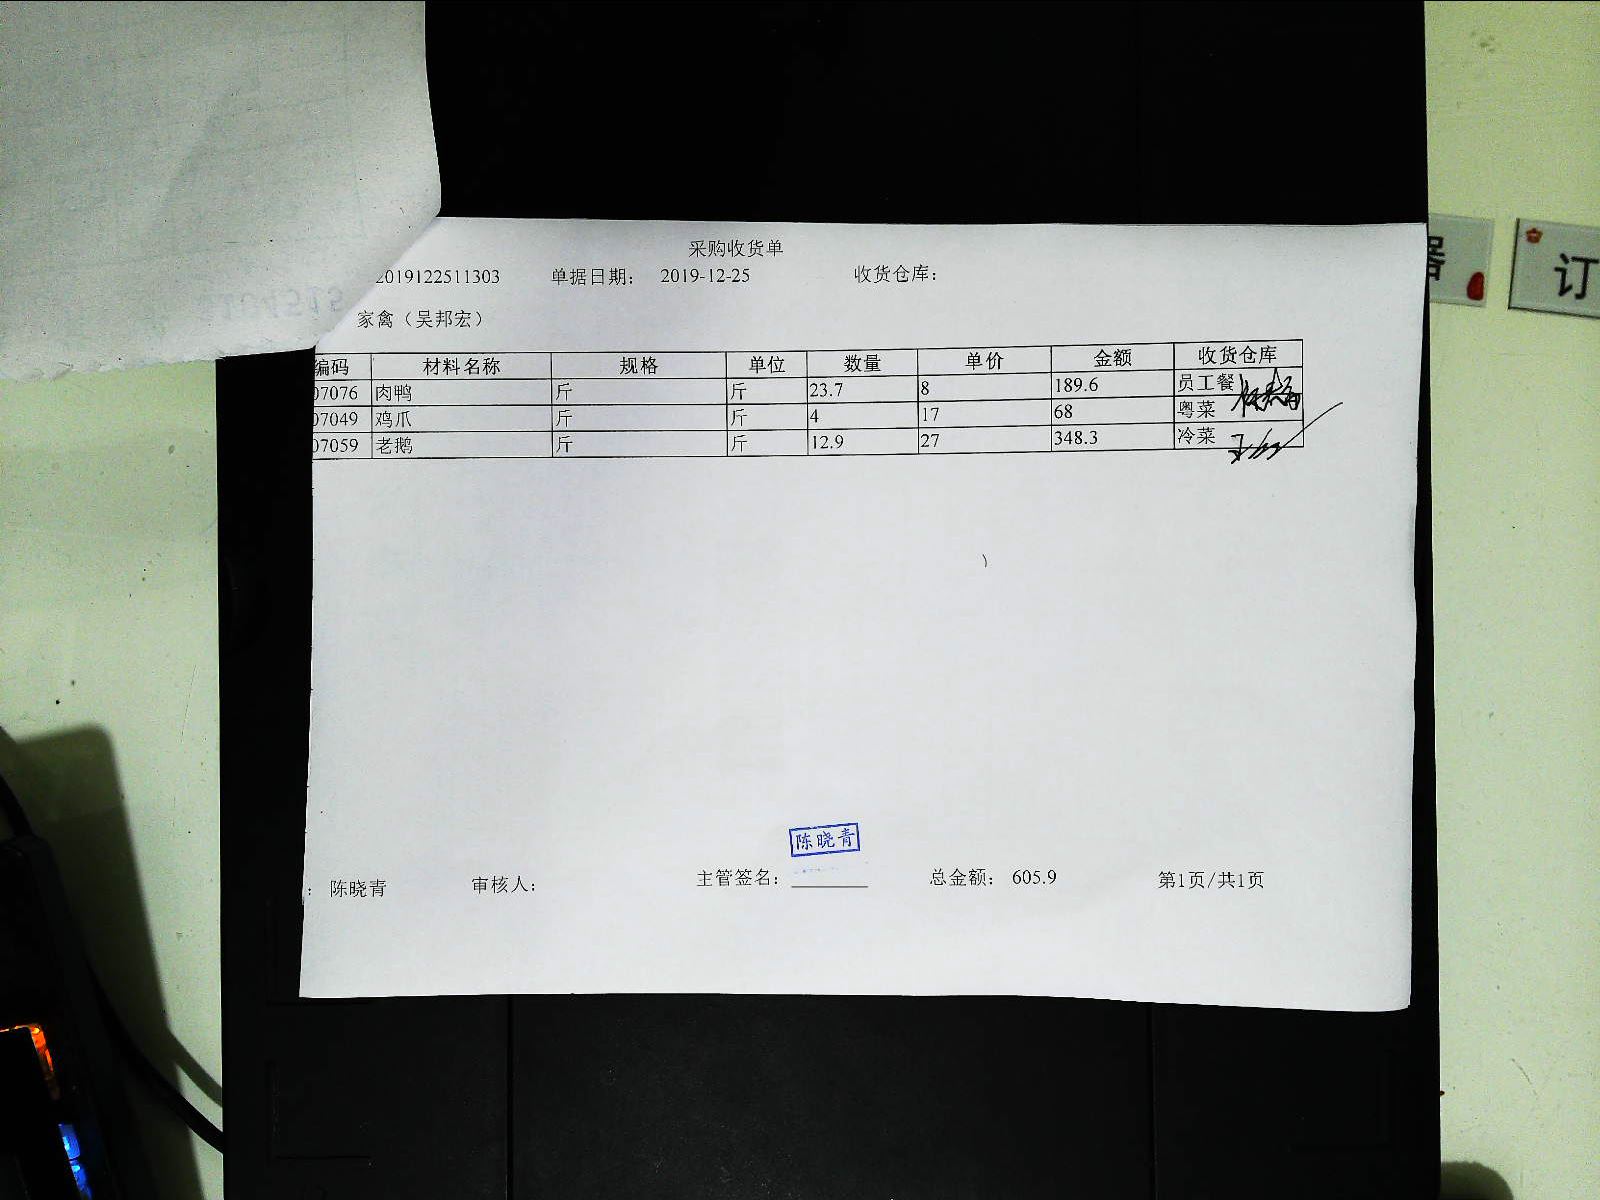 采购收货单
2019122511303 单据日期： 2019-12-25 收货仓库：
家禽（吴邦宏）
编码 材料名称 规格 单位 数量 单价 金额 收货仓库
07076 肉鸭 斤 斤 23.7 8 189.6 员工餐
07049 鸡爪 斤 斤 4 17 68 粤菜
07059 老鹅 斤 斤 12.9 27 348.3 冷菜
陈晓青
： 陈晓青 审核人： 主管签名： 总金额： 605.9 第1页/共1页
订